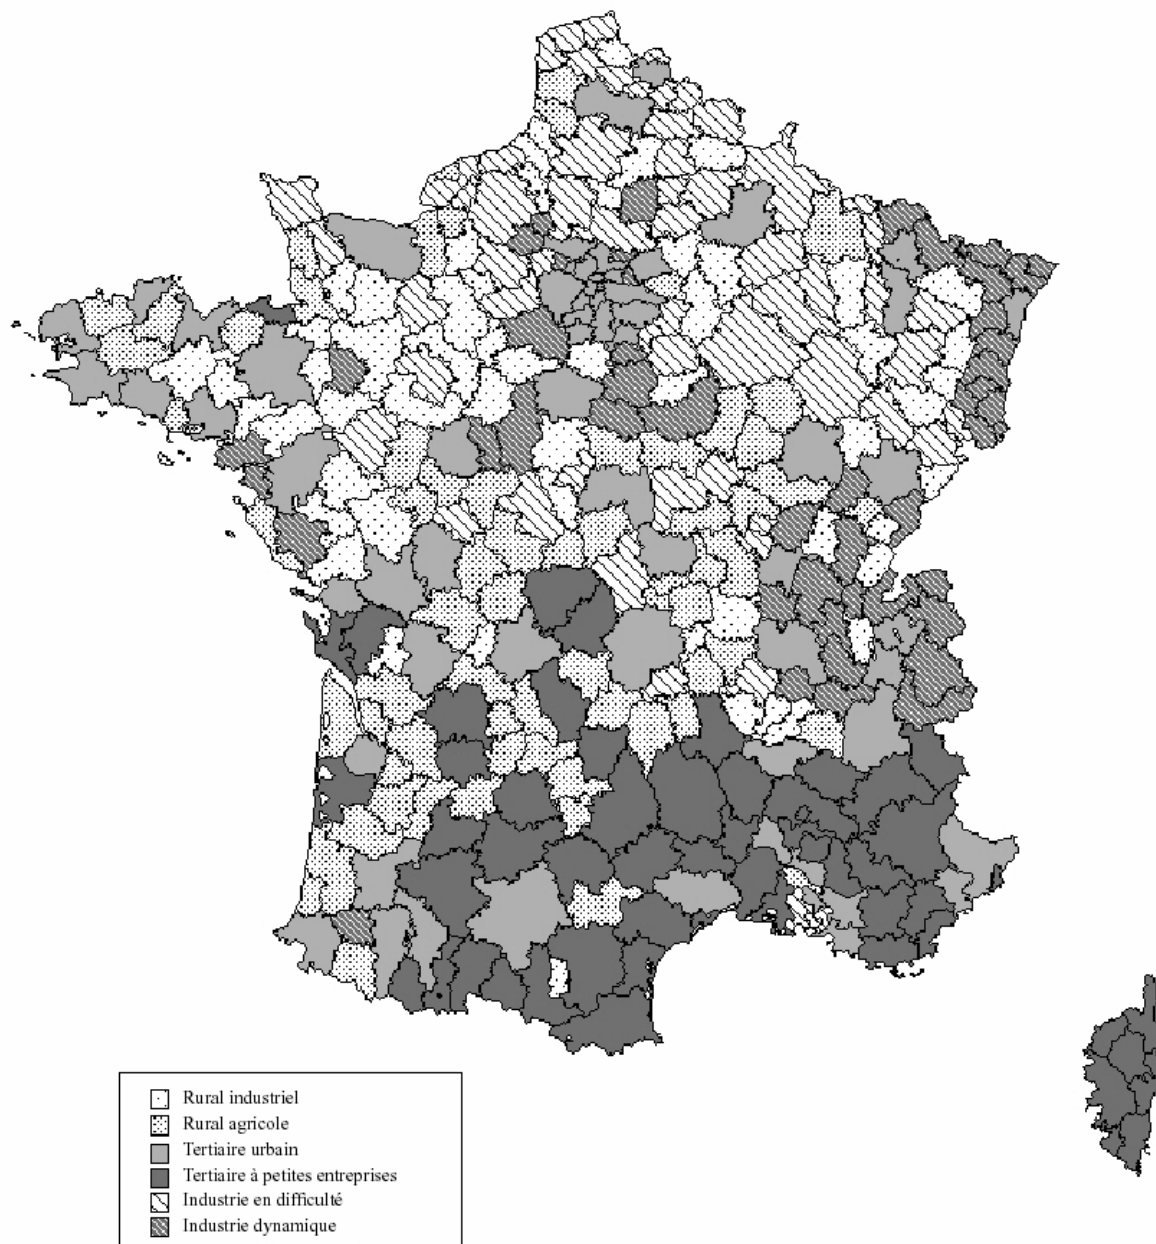 Rural industriel
Rural agricole
Tertiaire urbain
Tertiaire à petites entreprises
Industrie en difficulté
Industrie dynamique